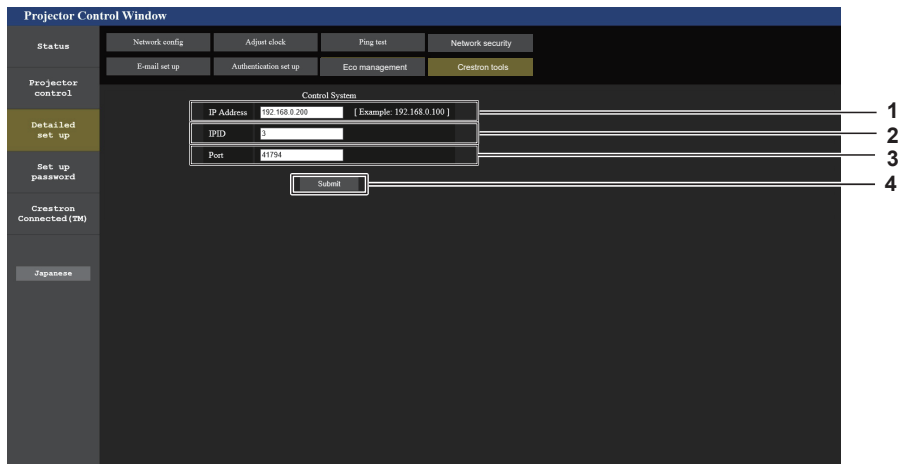 Projector Control Window
Status
Network config
Adjust clock
Ping test
Network security
E-mail set up
Authentication set up
Eco management
Crestron tools
Projector
control
Detailed
set up
Set up
password
Crestron
Connected(TM)
Japanese
Control System
IP Address 192.168.0.200 [ Example: 192.168.0.100 ]
1
IPID 3
2
Port 41794
3
Submit
4